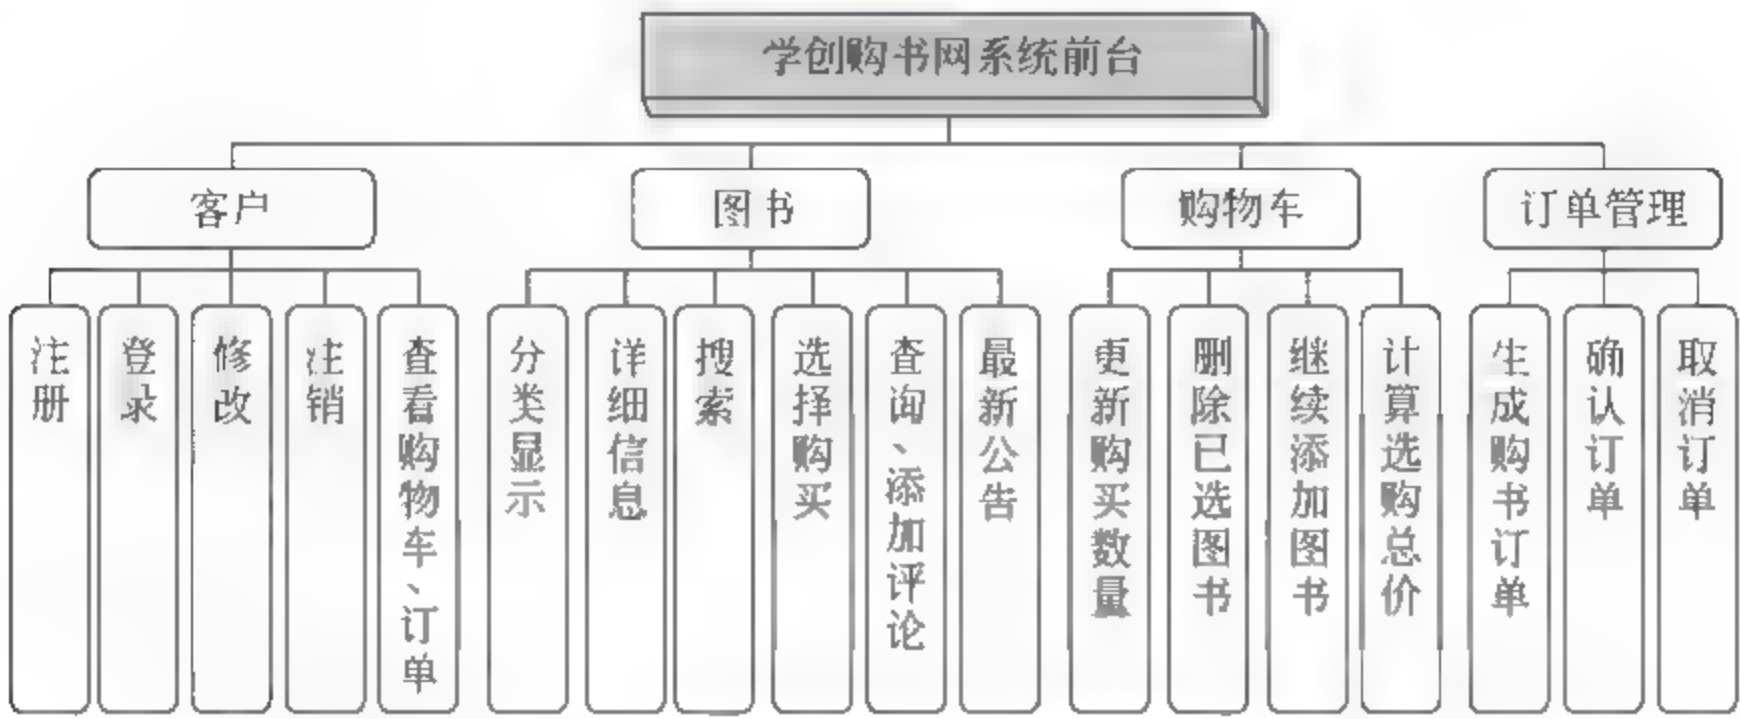 学创购书网系统前台
客户
图书
购物车
订单管理
注册
登录
修改
注销
查看购物车、订单
分类显示
详细信息
搜索
选择购买
查询、添加评论
最新公告
更新购买数量
删除已选图书
继续添加图书
计算选购总价
生成购书订单
确认订单
取消订单